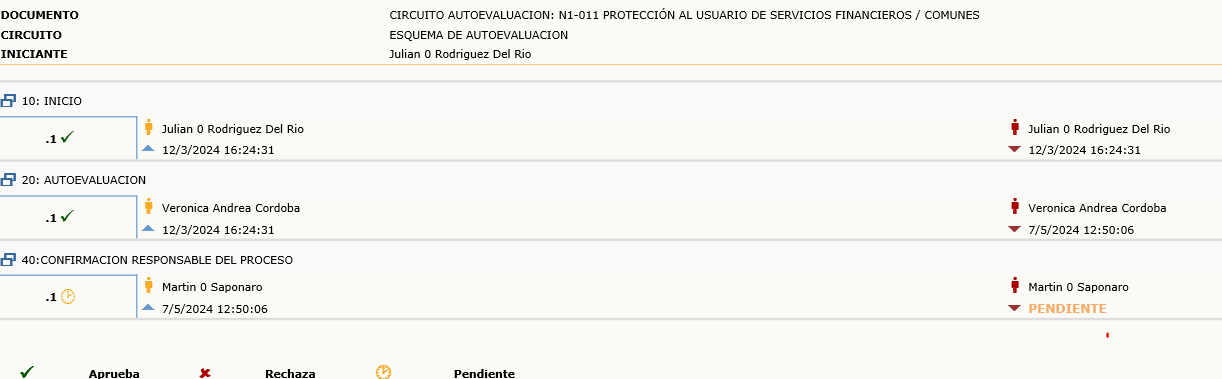 DOCUMENTO CIRCUITO AUTOEVALUACION: N1-011 PROTECCIÓN AL USUARIO DE SERVICIOS FINANCIEROS / COMUNES
CIRCUITO ESQUEMA DE AUTOEVALUACION
INICIANTE Julian 0 Rodriguez Del Rio
10: INICIO
.1 Julian 0 Rodriguez Del Rio Julian 0 Rodriguez Del Rio
12/3/2024 16:24:31 12/3/2024 16:24:31
20: AUTOEVALUACION
.1 Veronica Andrea Cordoba Veronica Andrea Cordoba
12/3/2024 16:24:31 7/5/2024 12:50:06
40:CONFIRMACION RESPONSABLE DEL PROCESO
.1 Martin 0 Saponaro Martin 0 Saponaro
7/5/2024 12:50:06 PENDIENTE
Aprueba Rechaza Pendiente